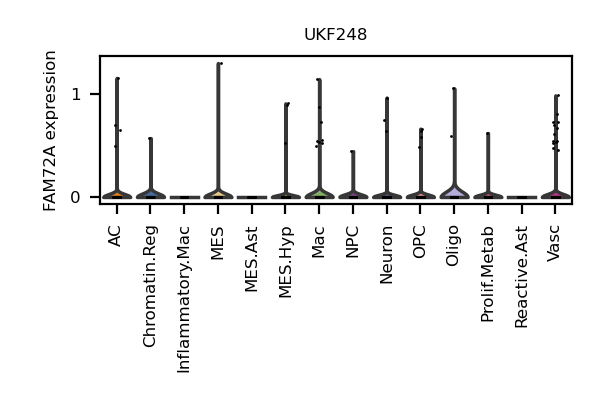 UKF248
FAM72A expression
1
0
AC
Chromatin.Reg
Inflammatory.Mac
MES
MES.Ast
MES.Hyp
Mac
NPC
Neuron
OPC
Oligo
Prolif.Metab
Reactive.Ast
Vasc